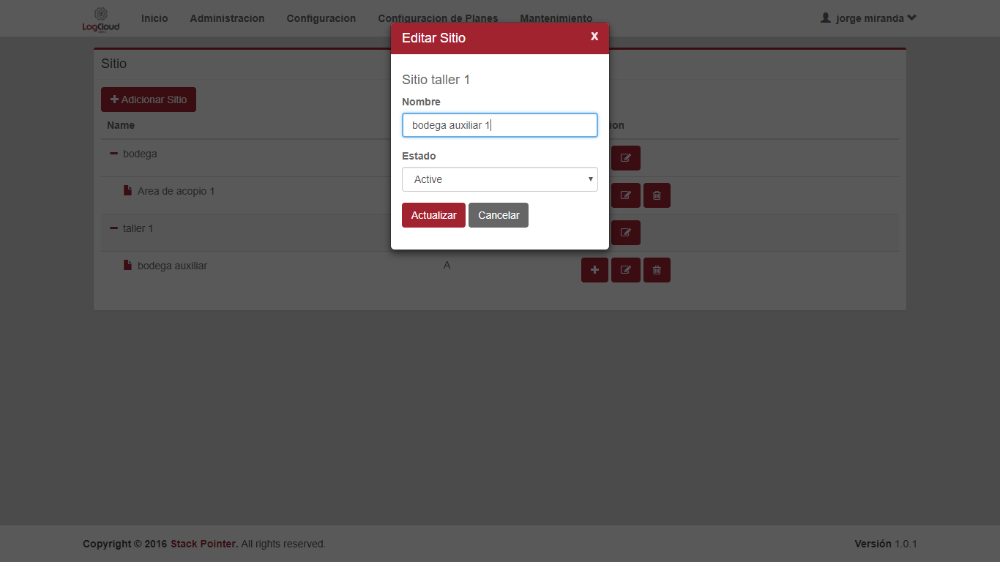 LogCloud
Inicio Administracion Configuracion Configuracion de Planes Mantenimiento jorge miranda
Editar Sitio X
Sitio
Sitio taller 1
Adicionar Sitio
Nombre
Name
bodega auxiliar 1
bodega
Estado
Active
Area de acopio 1
Actualizar Cancelar
taller 1
bodega auxiliar A
Copyright © 2016 Stack Pointer. All rights reserved. Versión 1.0.1